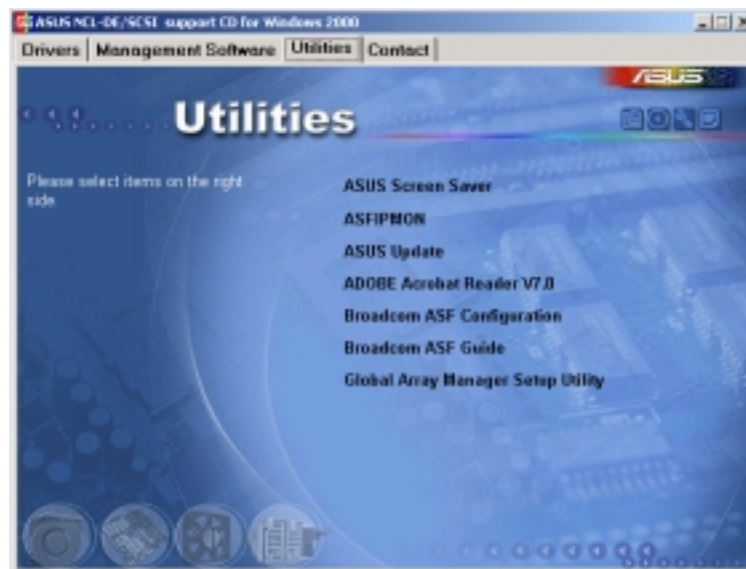 ASUS NCL-DE/SCSI support CD for Windows 2000
Drivers Management Software Utilities Contact
ASUS
Utilities
Please select items on the right
side.
ASUS Screen Saver
ASFIPMON
ASUS Update
ADOBE Acrobat Reader V7.0
Broadcom ASF Configuration
Broadcom ASF Guide
Global Array Manager Setup Utility